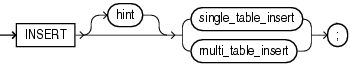 hint
INSERT
single_table_insert
multi_table_insert
;